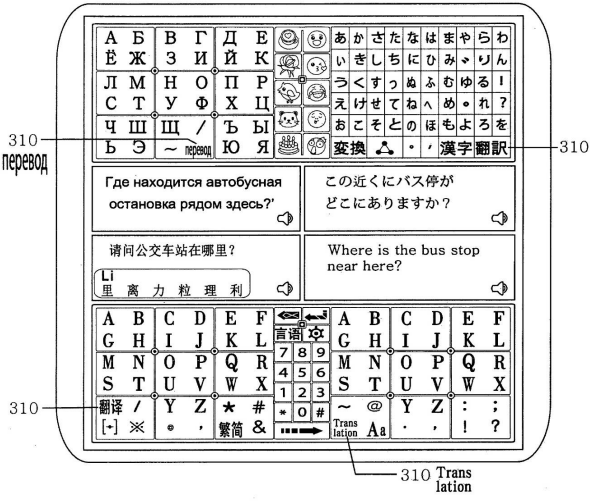 А Б В Г Д Е
Ё Ж З И Й К
Л М Н О П Р
С Т У Ф Х Ц
Ч Ш Щ / Ъ Ы
Ь Э ~ перевод Ю Я
あ か さ た な は ま や ら わ
い き し ち に ひ み り ん
う く す つ ぬ ふ む ゆ る !
え け せ て ね へ め 。 れ ?
お こ そ と の ほ も よ ろ を
変換 漢字 翻訳
310
перевод
310
Где находится автобусная
остановка рядом здесь?'
この近くにバス停が
どこにありますか？
请问公交车站在哪里？
Li
里 离 力 粒 理 利
Where is the bus stop
near here?
A B C D E F
G H I J K L
M N O P Q R
S T U V W X
翻译 / Y Z * #
[·] ※ ⊙ , 繁简 &
言语
7 8 9
4 5 6
1 2 3
* 0 #
A B C D E F
G H I J K L
M N O P Q R
S T U V W X
~ @ Y Z : ;
Trans
lation Aa . , ! ?
310
310 Trans
lation